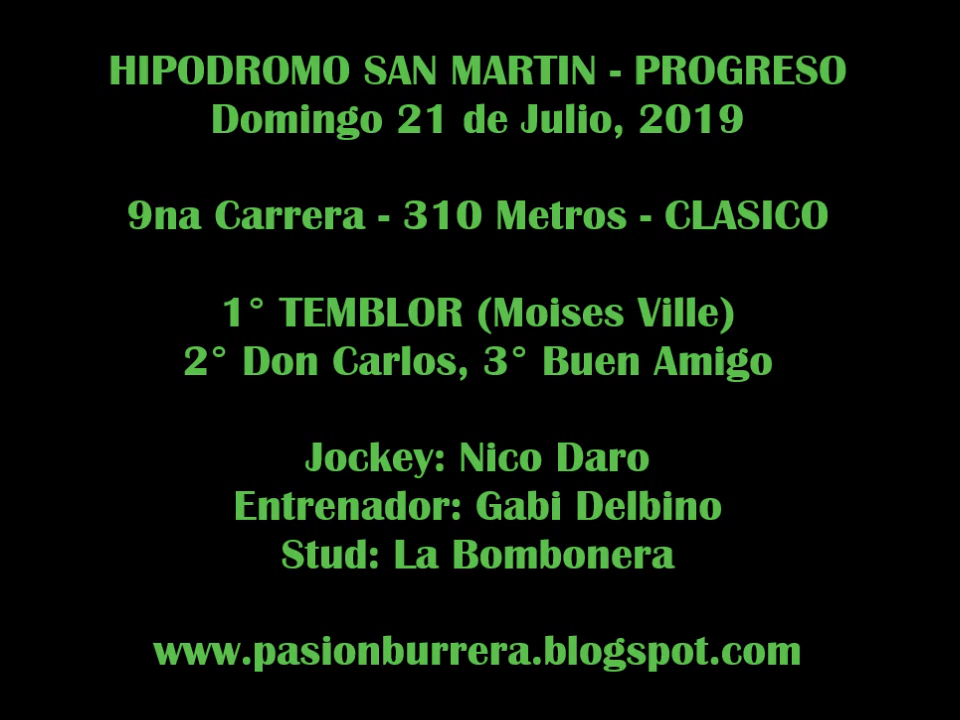 HIPODROMO SAN MARTIN - PROGRESO
Domingo 21 de Julio, 2019
9na Carrera - 310 Metros - CLASICO
1° TEMBLOR (Moises Ville)
2° Don Carlos, 3° Buen Amigo
Jockey: Nico Daro
Entrenador: Gabi Delbino
Stud: La Bombonera
www.pasionburrera.blogspot.com